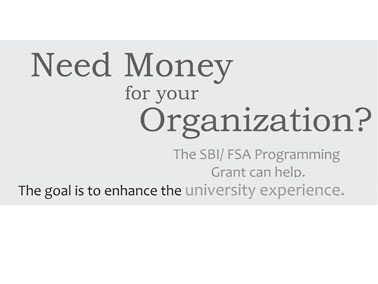 Need Money
for your
Organization?
The SBI/ FSA Programming
Grant can help.
The goal is to enhance the university experience.